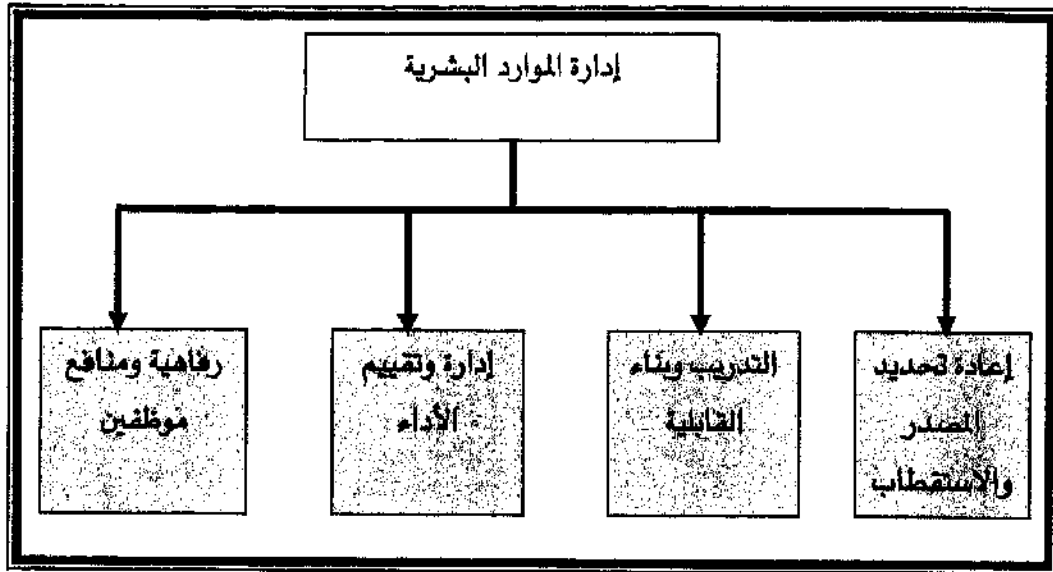 إدارة الموارد البشرية
إعادة تحديد
المصدر
والاستقطاب
التدريب وبناء
القابلية
إدارة وتقييم
الأداء
رفاهية ومنافع
موظفين